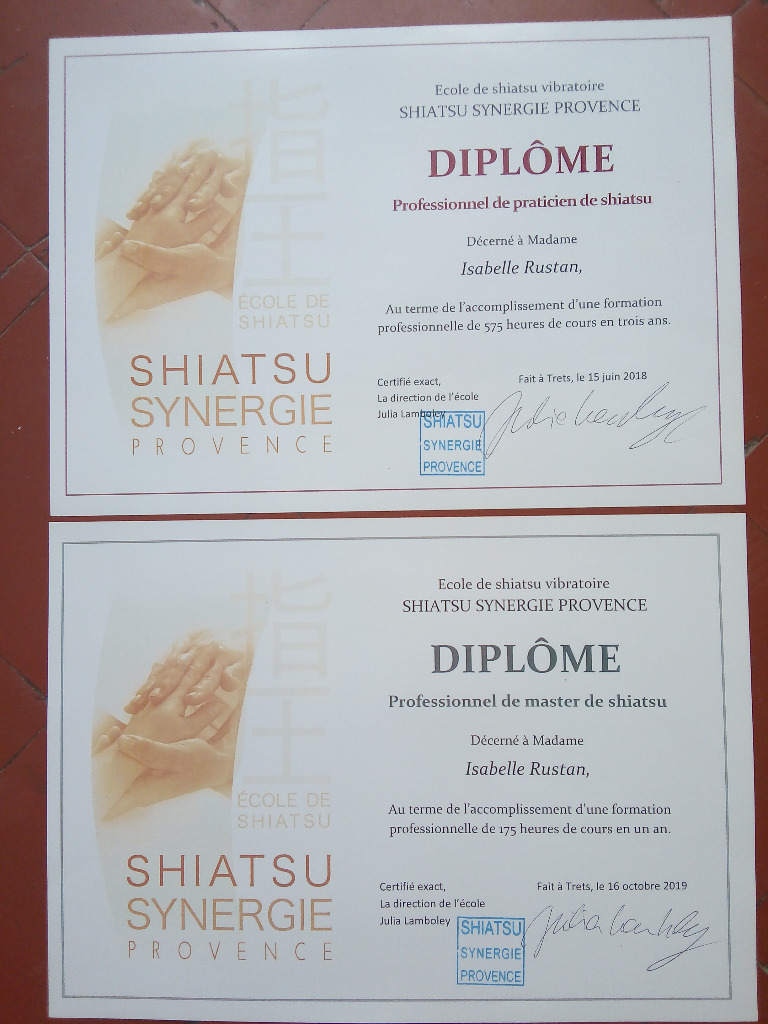 Ecole de shiatsu vibratoire
SHIATSU SYNERGIE PROVENCE
DIPLÔME
Professionnel de praticien de shiatsu
Décerné à Madame
Isabelle Rustan,
Au terme de l'accomplissement d'une formation
professionnelle de 575 heures de cours en trois ans.
Certifié exact,
Fait à Trets, le 15 juin 2018
La direction de l'école
Julia Lamboley
SHIATSU
SYNERGIE
PROVENCE
指
圧
ÉCOLE DE
SHIATSU
SHIATSU
SYNERGIE
PROVENCE
Ecole de shiatsu vibratoire
SHIATSU SYNERGIE PROVENCE
DIPLÔME
Professionnel de master de shiatsu
Décerné à Madame
Isabelle Rustan,
Au terme de l'accomplissement d'une formation
professionnelle de 175 heures de cours en un an.
Certifié exact,
Fait à Trets, le 16 octobre 2019
La direction de l'école
Julia Lamboley
SHIATSU
SYNERGIE
PROVENCE
指
圧
ÉCOLE DE
SHIATSU
SHIATSU
SYNERGIE
PROVENCE